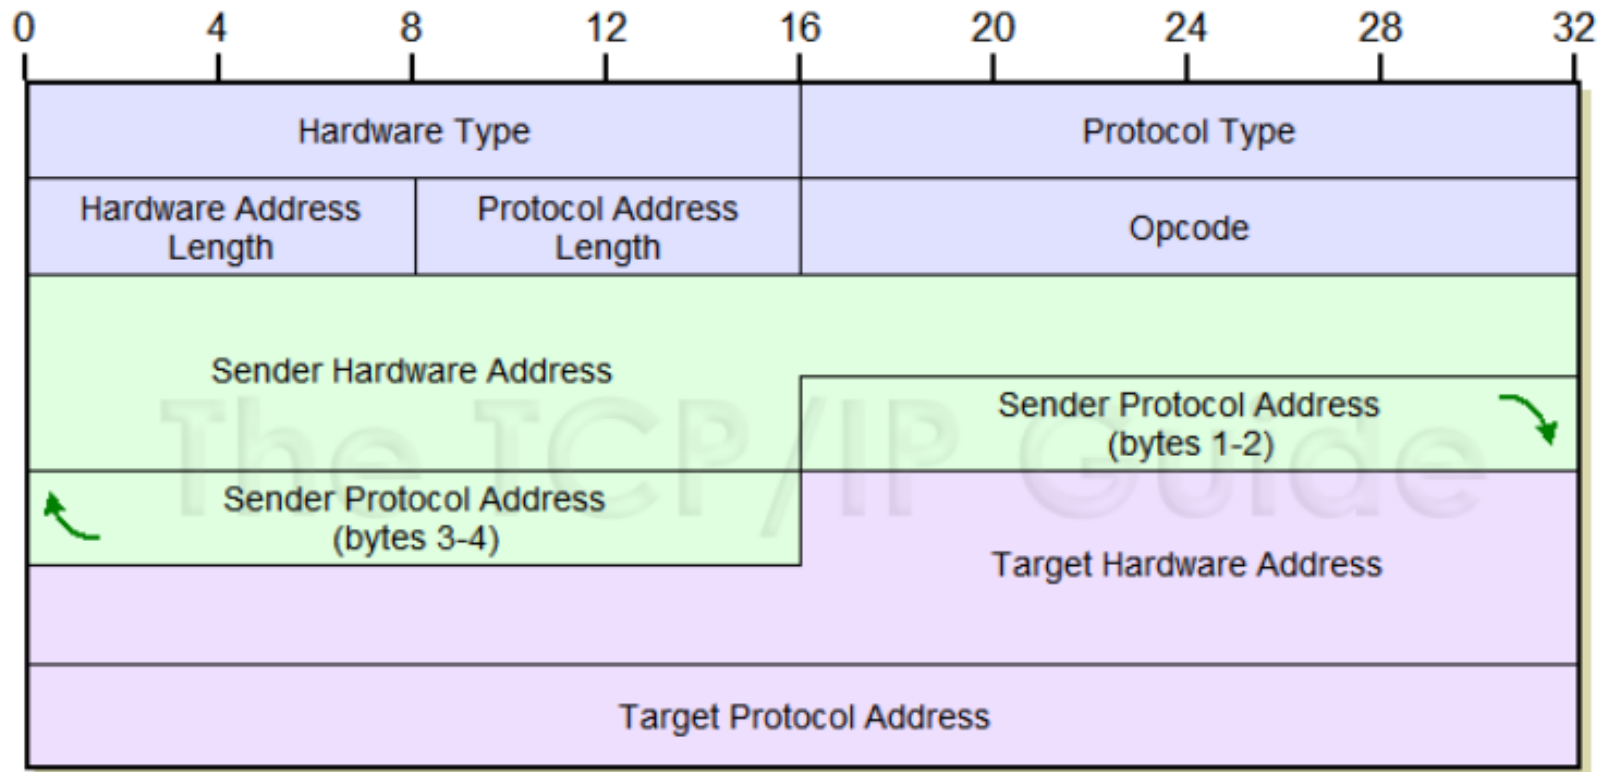 0 4 8 12 16 20 24 28 32
Hardware Type
Protocol Type
Hardware Address
Length
Protocol Address
Length
Opcode
Sender Hardware Address
Sender Protocol Address
(bytes 1-2)
The TCP/IP Guide
Sender Protocol Address
(bytes 3-4)
Target Hardware Address
Target Protocol Address